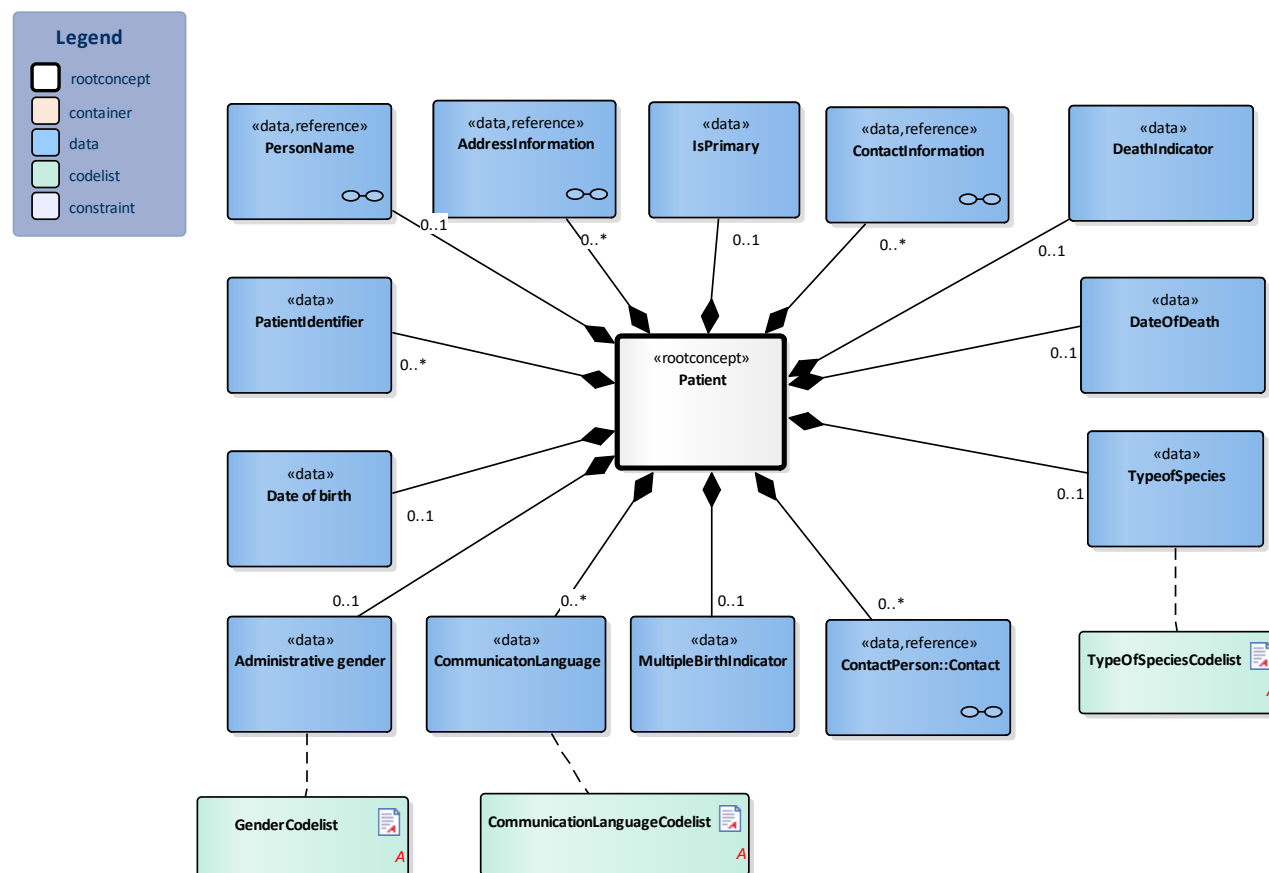 Legend
rootconcept
container
data
codelist
constraint
«data,reference»
PersonName
«data,reference»
AddressInformation
«data»
IsPrimary
«data,reference»
ContactInformation
«data»
DeathIndicator
0..1
0..*
0..1
0..*
0..1
«data»
PatientIdentifier
0..*
«rootconcept»
Patient
«data»
DateOfDeath
0..1
«data»
Date of birth
0..1
«data»
TypeofSpecies
0..1
0..1
0..*
0..1
0..*
«data»
Administrative gender
«data»
CommunicatonLanguage
«data»
MultipleBirthIndicator
«data,reference»
ContactPerson::Contact
TypeOfSpeciesCodelist
A
GenderCodelist
A
CommunicationLanguageCodelist
A